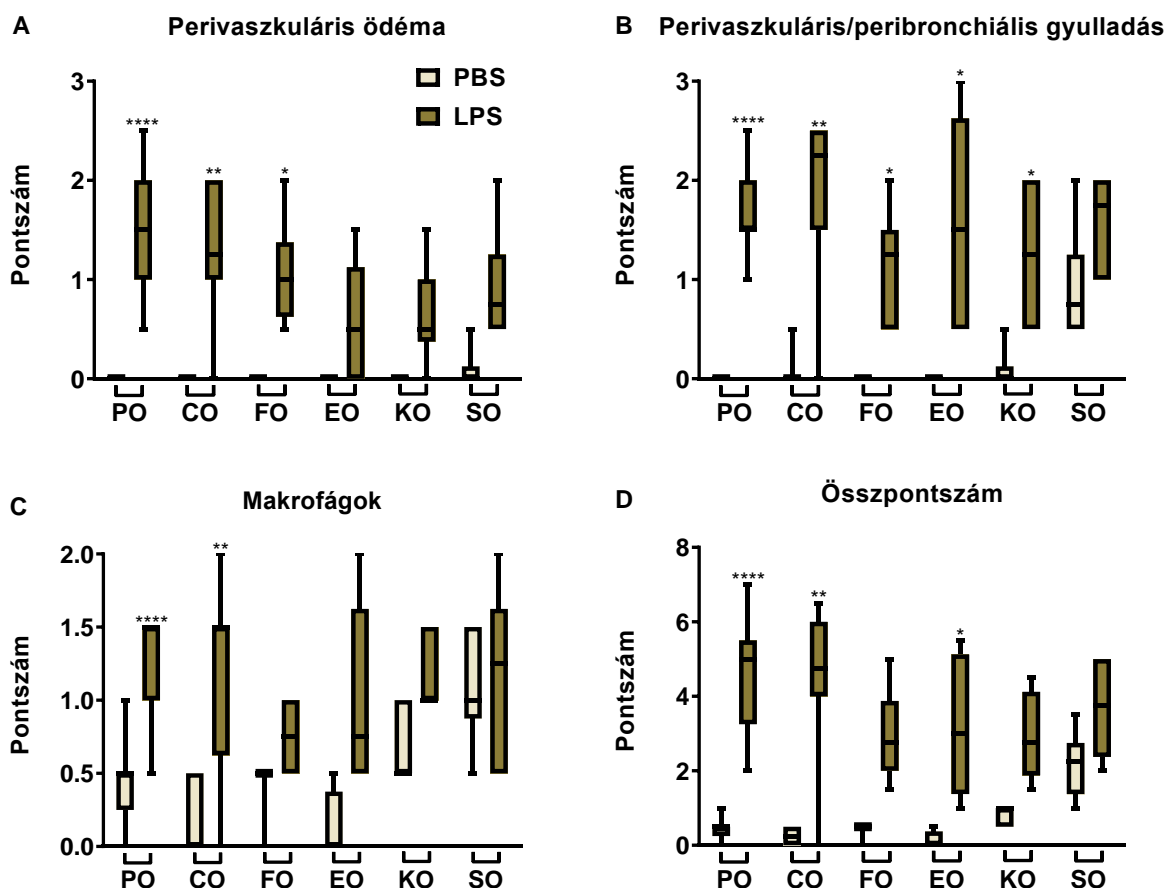 A Perivaszkuláris ödéma
PBS
LPS
Pontszám
3
2
1
0
**** ** *
PO CO FO EO KO SO
B Perivaszkuláris/peribronchiális gyulladás
Pontszám
3
2
1
0
**** ** * * *
PO CO FO EO KO SO
C Makrofágok
Pontszám
2.0
1.5
1.0
0.5
0.0
**** **
PO CO FO EO KO SO
D Összpontszám
Pontszám
8
6
4
2
0
**** ** *
PO CO FO EO KO SO